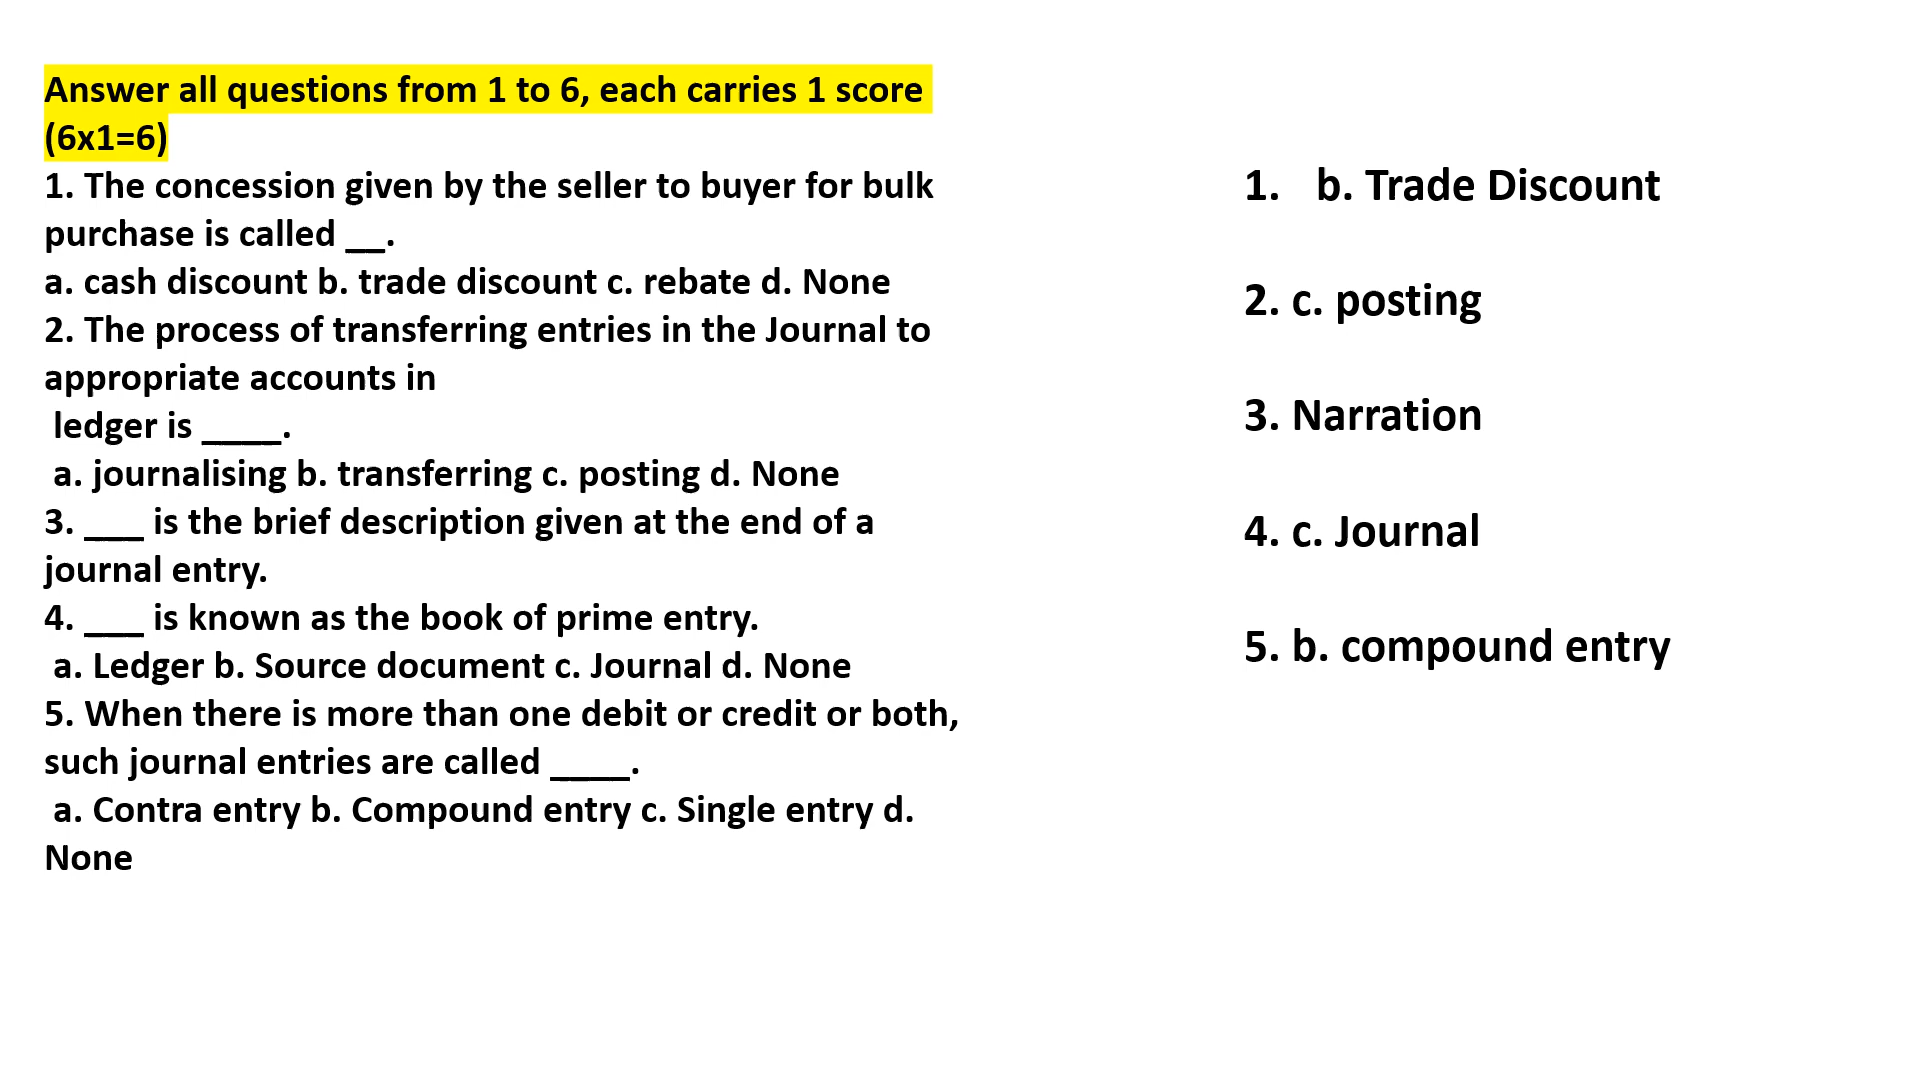 Answer all questions from 1 to 6, each carries 1 score
(6x1=6)
1. The concession given by the seller to buyer for bulk
purchase is called __.
a. cash discount b. trade discount c. rebate d. None
2. The process of transferring entries in the Journal to
appropriate accounts in
ledger is ____.
a. journalising b. transferring c. posting d. None
3. ___ is the brief description given at the end of a
journal entry.
4. ___ is known as the book of prime entry.
a. Ledger b. Source document c. Journal d. None
5. When there is more than one debit or credit or both,
such journal entries are called ____.
a. Contra entry b. Compound entry c. Single entry d.
None
1. b. Trade Discount
2. c. posting
3. Narration
4. c. Journal
5. b. compound entry